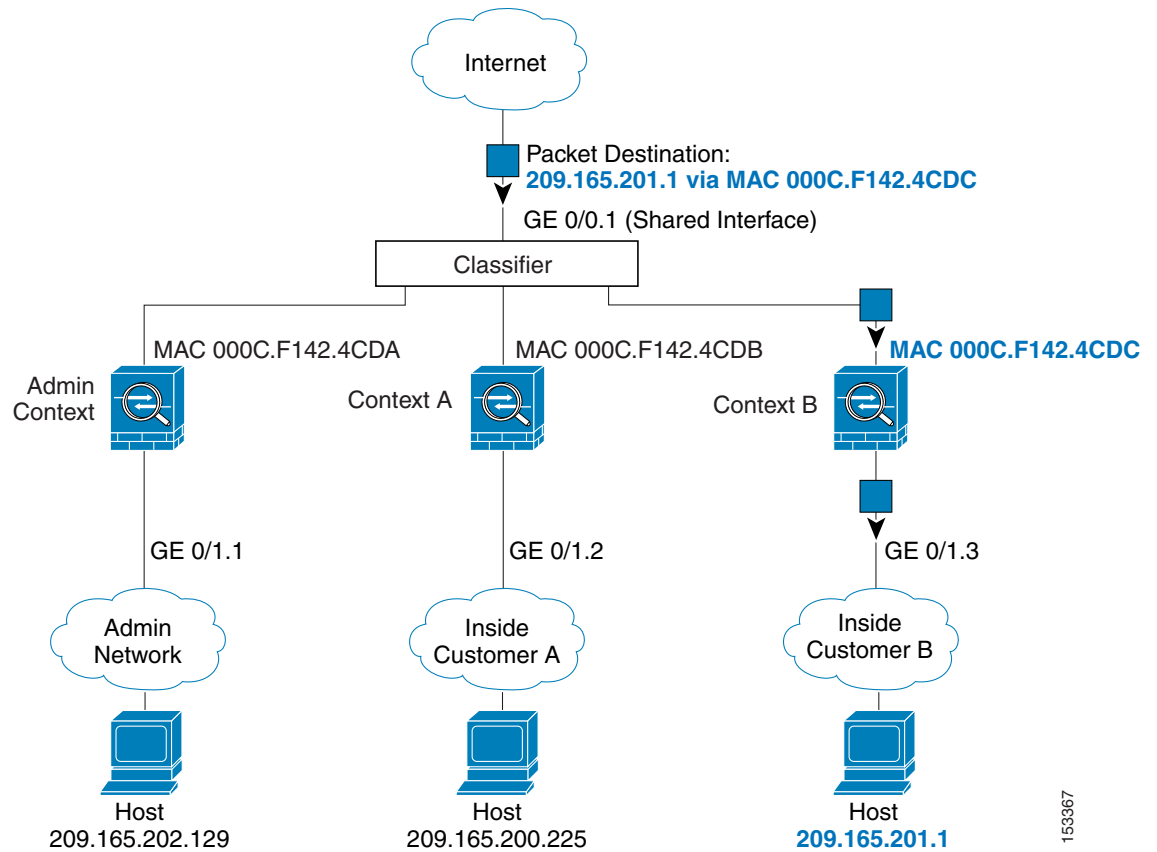 Internet
Packet Destination:
209.165.201.1 via MAC 000C.F142.4CDC
GE 0/0.1 (Shared Interface)
Classifier
MAC 000C.F142.4CDA
MAC 000C.F142.4CDB
MAC 000C.F142.4CDC
Admin
Context
Context A
Context B
GE 0/1.1
GE 0/1.2
GE 0/1.3
Admin
Network
Inside
Customer A
Inside
Customer B
Host
209.165.202.129
Host
209.165.200.225
Host
209.165.201.1
153367